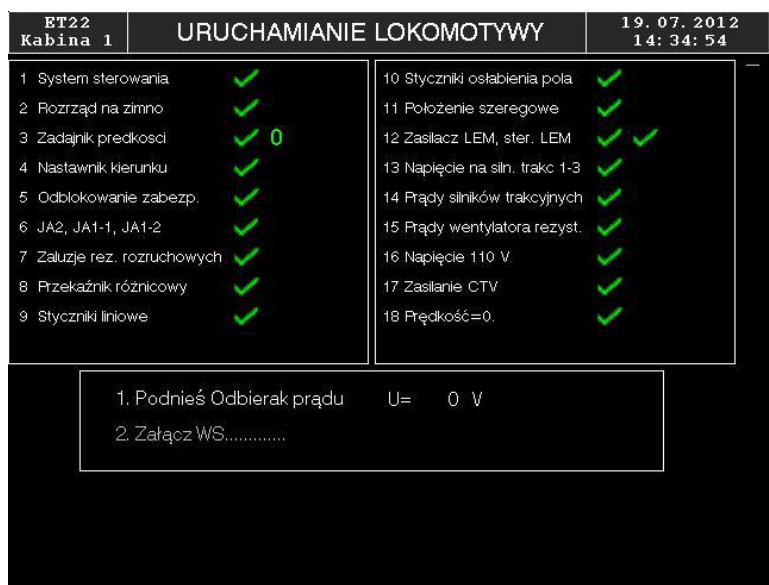 ET22
Kabina 1
URUCHAMIANIE LOKOMOTYWY
19.07.2012
14:34:54
1 System sterowania
2 Rozrząd na zimno
3 Zadajnik predkosci 0
4 Nastawnik kierunku
5 Odblokowanie zabezp.
6 JA2, JA1-1, JA1-2
7 Zaluzje rez. rozruchowych
8 Przekaźnik różnicowy
9 Styczniki liniowe
10 Styczniki osłabienia pola
11 Położenie szeregowe
12 Zasilacz LEM, ster. LEM
13 Napięcie na siln. trakc 1-3
14 Prądy silników trakcyjnych
15 Prądy wentylatora rezyst.
16 Napięcie 110 V
17 Zasilanie CTV
18 Prędkość=0.
1. Podnieś Odbierak prądu U= 0 V
2. Załącz WS.............